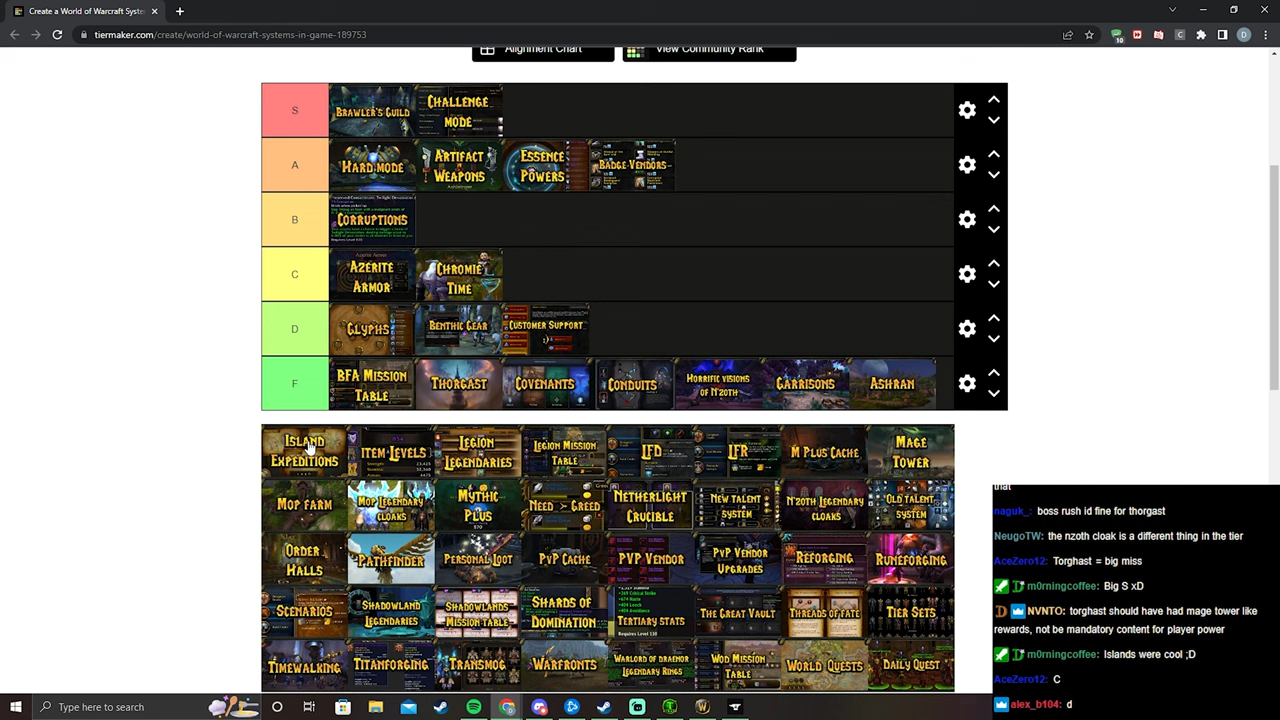 Create a World of Warcraft Syste
tiermaker.com/create/world-of-warcraft-systems-in-game-189753
Alignment Chart
View Community Rank
S
BRAWLER'S GUILD
CHALLENGE
MODE
A
HARD MODE
ARTIFACT
WEAPONS
Ashbringer
ESSENCE
POWERS
BADGE VENDORS
B
CORRUPTIONS
C
AZERITE
ARMOR
CHROMIE
TIME
D
GLYPHS
BENTHIC GEAR
CUSTOMER SUPPORT
:)
F
BFA MISSION
TABLE
THORGAST
COVENANTS
CONDUITS
HORRIFIC VISIONS
OF N'ZOTH
GARRISONS
ASHRAN
ISLAND
EXPEDITIONS
ITEM LEVELS
LEGION
LEGENDARIES
LEGION MISSION
TABLE
LFD
LFR
M PLUS CACHE
MAGE
TOWER
MOP FARM
MOP LEGENDARY
CLOAKS
MYTHIC
PLUS
NEED > GREED
NETHERLIGHT
CRUCIBLE
NEW TALENT
SYSTEM
N'ZOTH LEGENDARY
CLOAKS
OLD TALENT
SYSTEM
ORDER
HALLS
PATHFINDER
PERSONAL LOOT
PVP CACHE
PVP VENDOR
PVP VENDOR
UPGRADES
REFORGING
RUNEFORGING
SCENARIOS
SHADOWLAND
LEGENDARIES
SHADOWLANDS
MISSION TABLE
SHARDS OF
DOMINATION
TERTIARY STATS
Requires Level 110
THE GREAT VAULT
THREADS OF FATE
TIER SETS
TIMEWALKING
TITANFORGING
TRANSMOG
WARFRONTS
WARLORD OF DRAENOR
LEGENDARY RINGS
WOD MISSION
TABLE
WORLD QUESTS
DAILY QUEST
that
naguk_: boss rush id fine for thorgast
NeugoTW: the nzoth cloak is a different thing in the tier
AceZero12: Torghast = big miss
m0rningcoffee: Big S xD
NVNTO: torghast should have had mage tower like
rewards, not be mandatory content for player power
m0rningcoffee: Islands were cool ;D
AceZero12: C
alex_b104: d
Type here to search